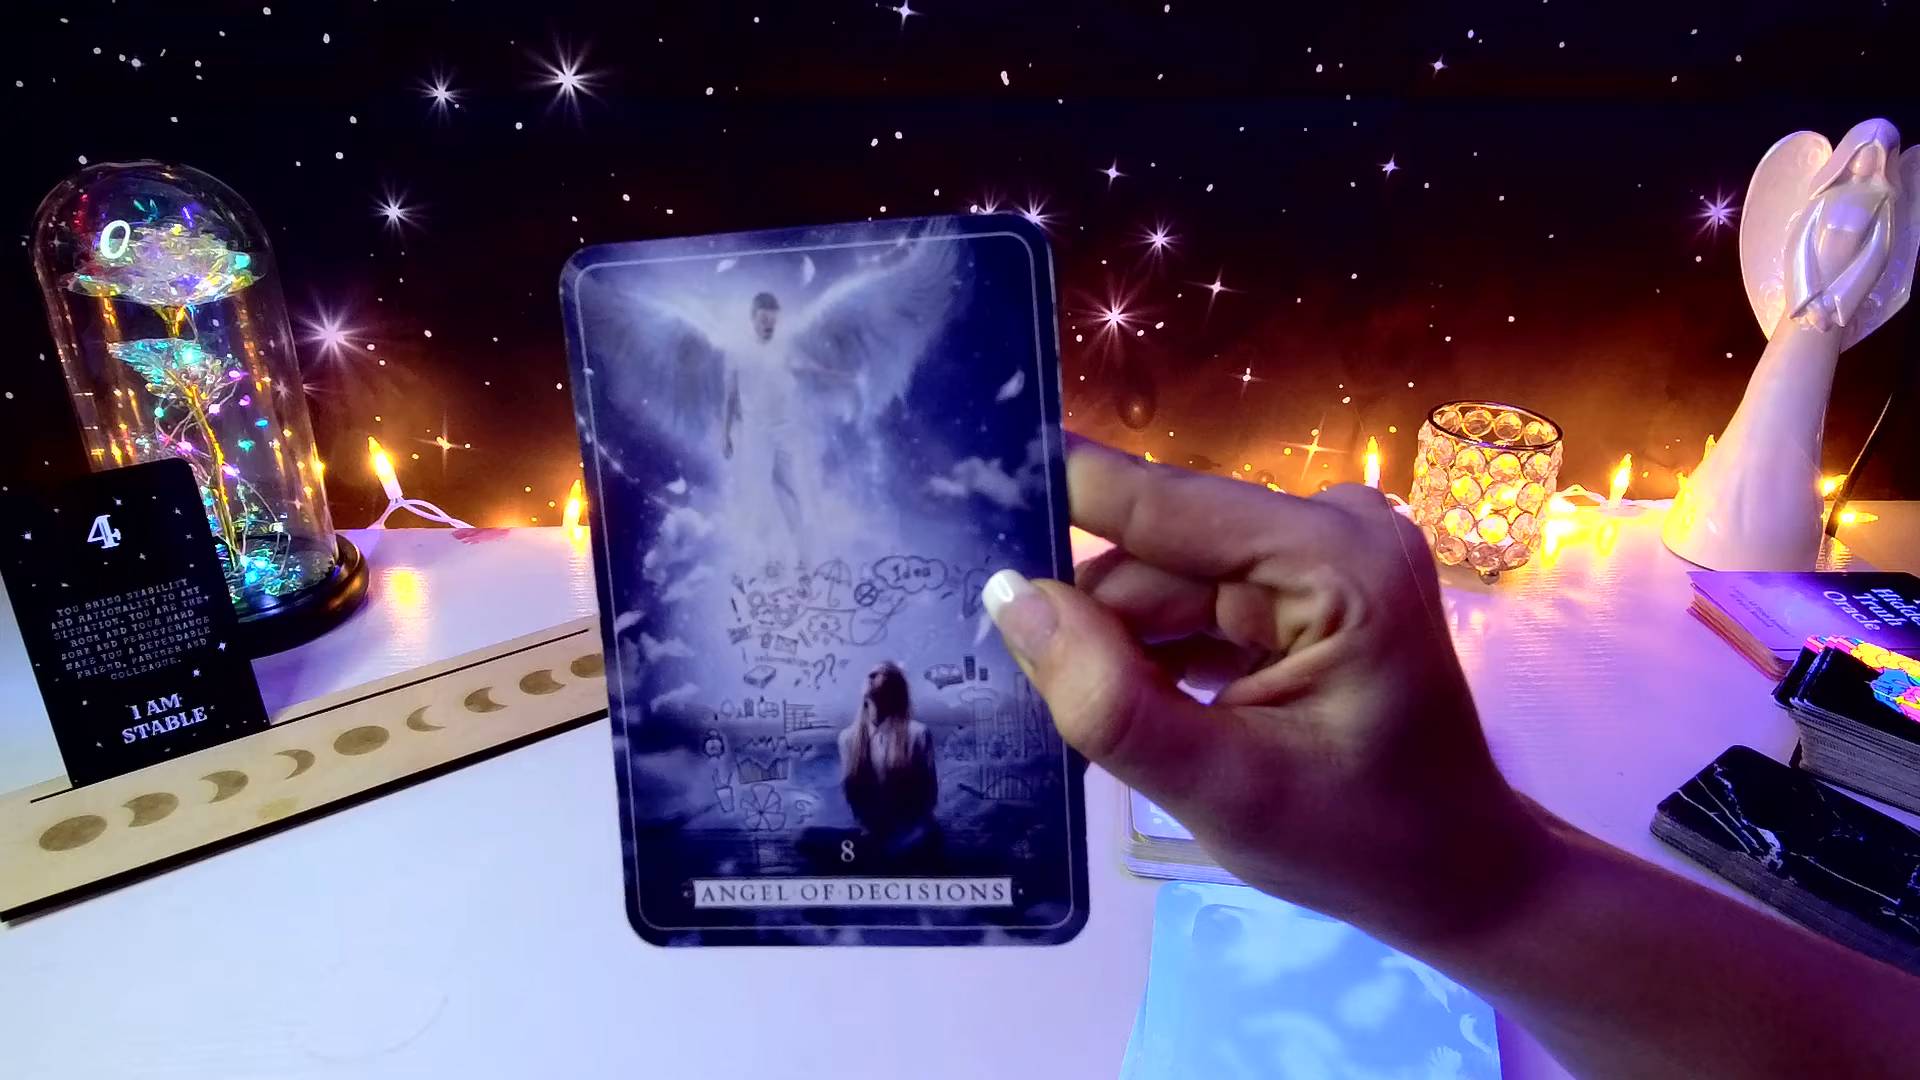 0
4
YOU BRING STABILITY
AND RATIONALITY TO ANY
SITUATION. YOU ARE THE
ROCK AND YOUR HARD
WORK AND PERSEVERANCE
MAKE YOU A DEPENDABLE
FRIEND, PARTNER AND
COLLEAGUE.
I AM
STABLE
Idea
??
8
ANGEL OF DECISIONS
Hidden
Truth
Oracle